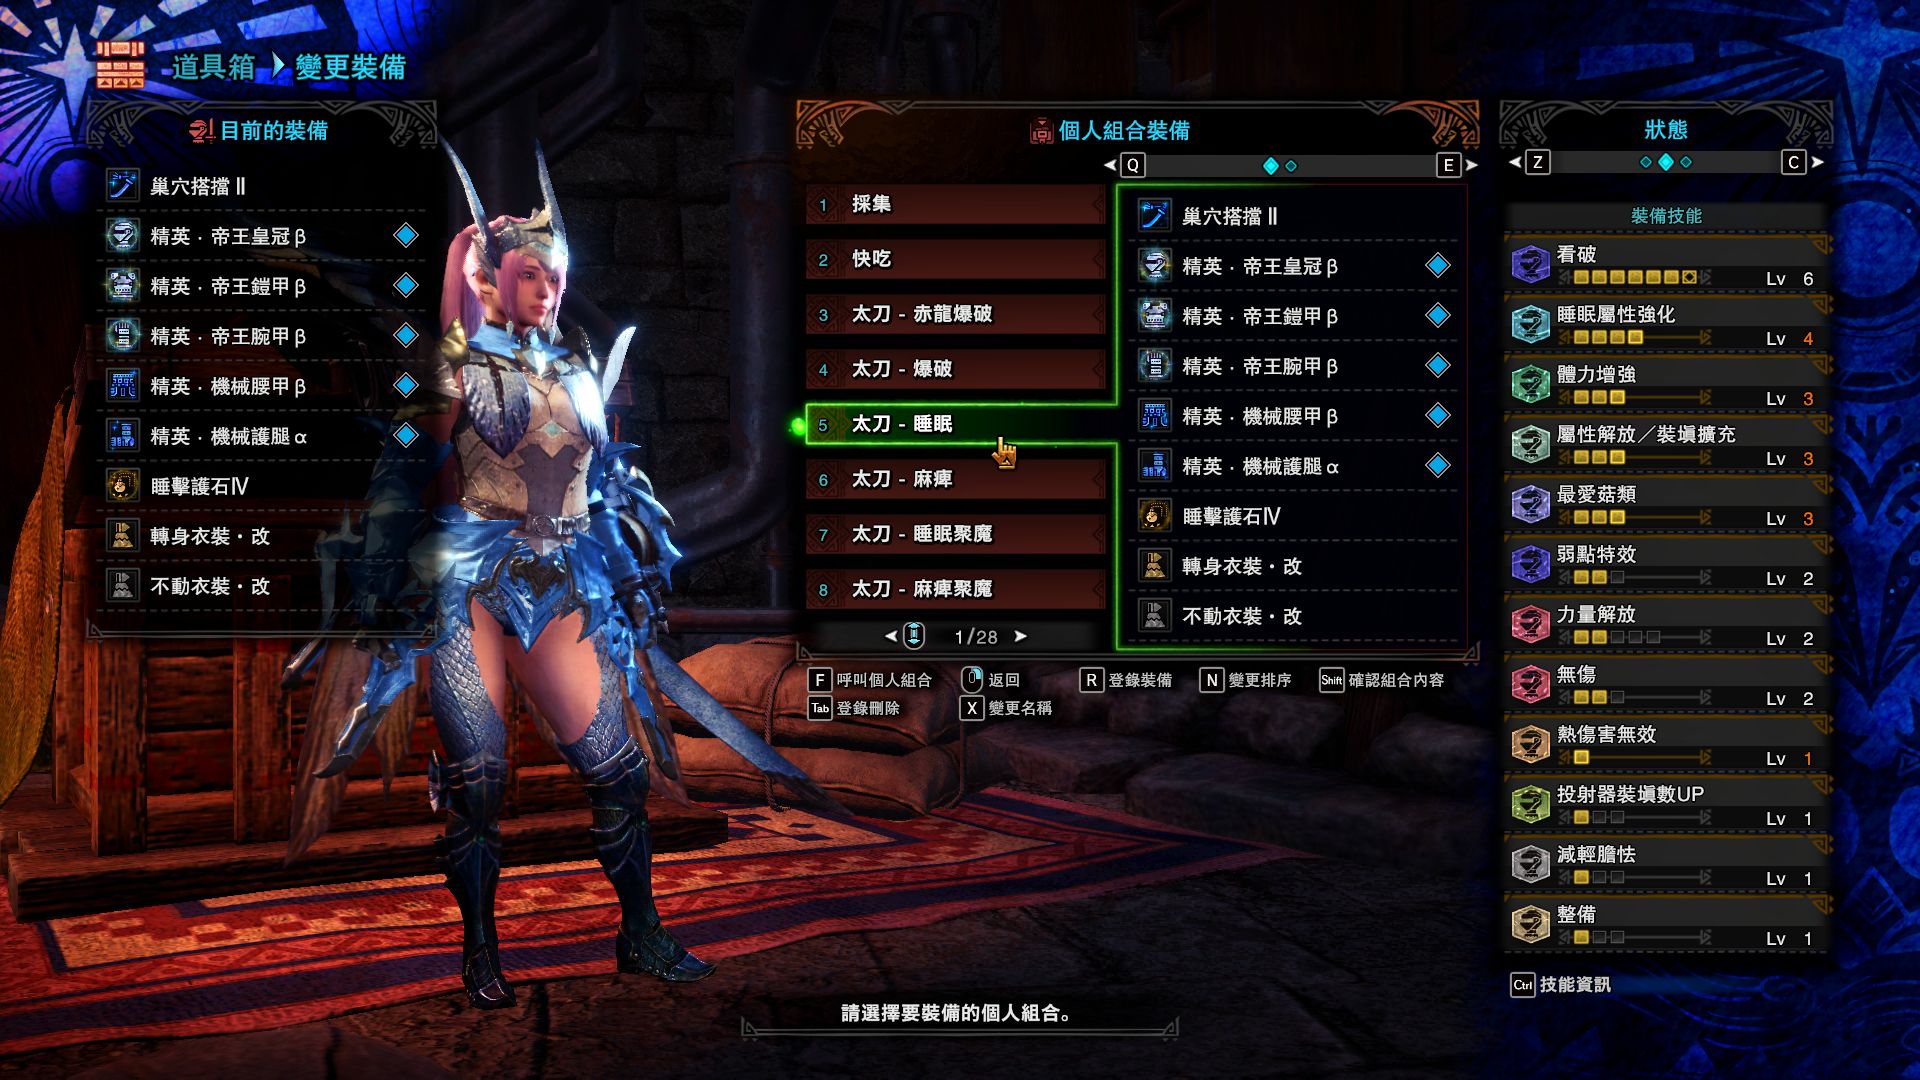 道具箱 變更裝備
目前的裝備
巢穴搭擋Ⅱ
精英・帝王皇冠β
精英・帝王鎧甲β
精英・帝王腕甲β
精英・機械腰甲β
精英・機械護腿α
睡擊護石Ⅳ
轉身衣裝・改
不動衣裝・改
個人組合裝備
Q E
1 採集
2 快吃
3 太刀 - 赤龍爆破
4 太刀 - 爆破
5 太刀 - 睡眠
6 太刀 - 麻痺
7 太刀 - 睡眠聚魔
8 太刀 - 麻痺聚魔
1/28
巢穴搭擋Ⅱ
精英・帝王皇冠β
精英・帝王鎧甲β
精英・帝王腕甲β
精英・機械腰甲β
精英・機械護腿α
睡擊護石Ⅳ
轉身衣裝・改
不動衣裝・改
F 呼叫個人組合 返回 R 登錄裝備 N 變更排序 Shift 確認組合內容
Tab 登錄刪除 X 變更名稱
狀態
Z C
裝備技能
看破
Lv 6
睡眠屬性強化
Lv 4
體力增強
Lv 3
屬性解放／裝填擴充
Lv 3
最愛菇類
Lv 3
弱點特效
Lv 2
力量解放
Lv 2
無傷
Lv 2
熱傷害無效
Lv 1
投射器裝填數UP
Lv 1
減輕膽怯
Lv 1
整備
Lv 1
Ctrl 技能資訊
請選擇要裝備的個人組合。